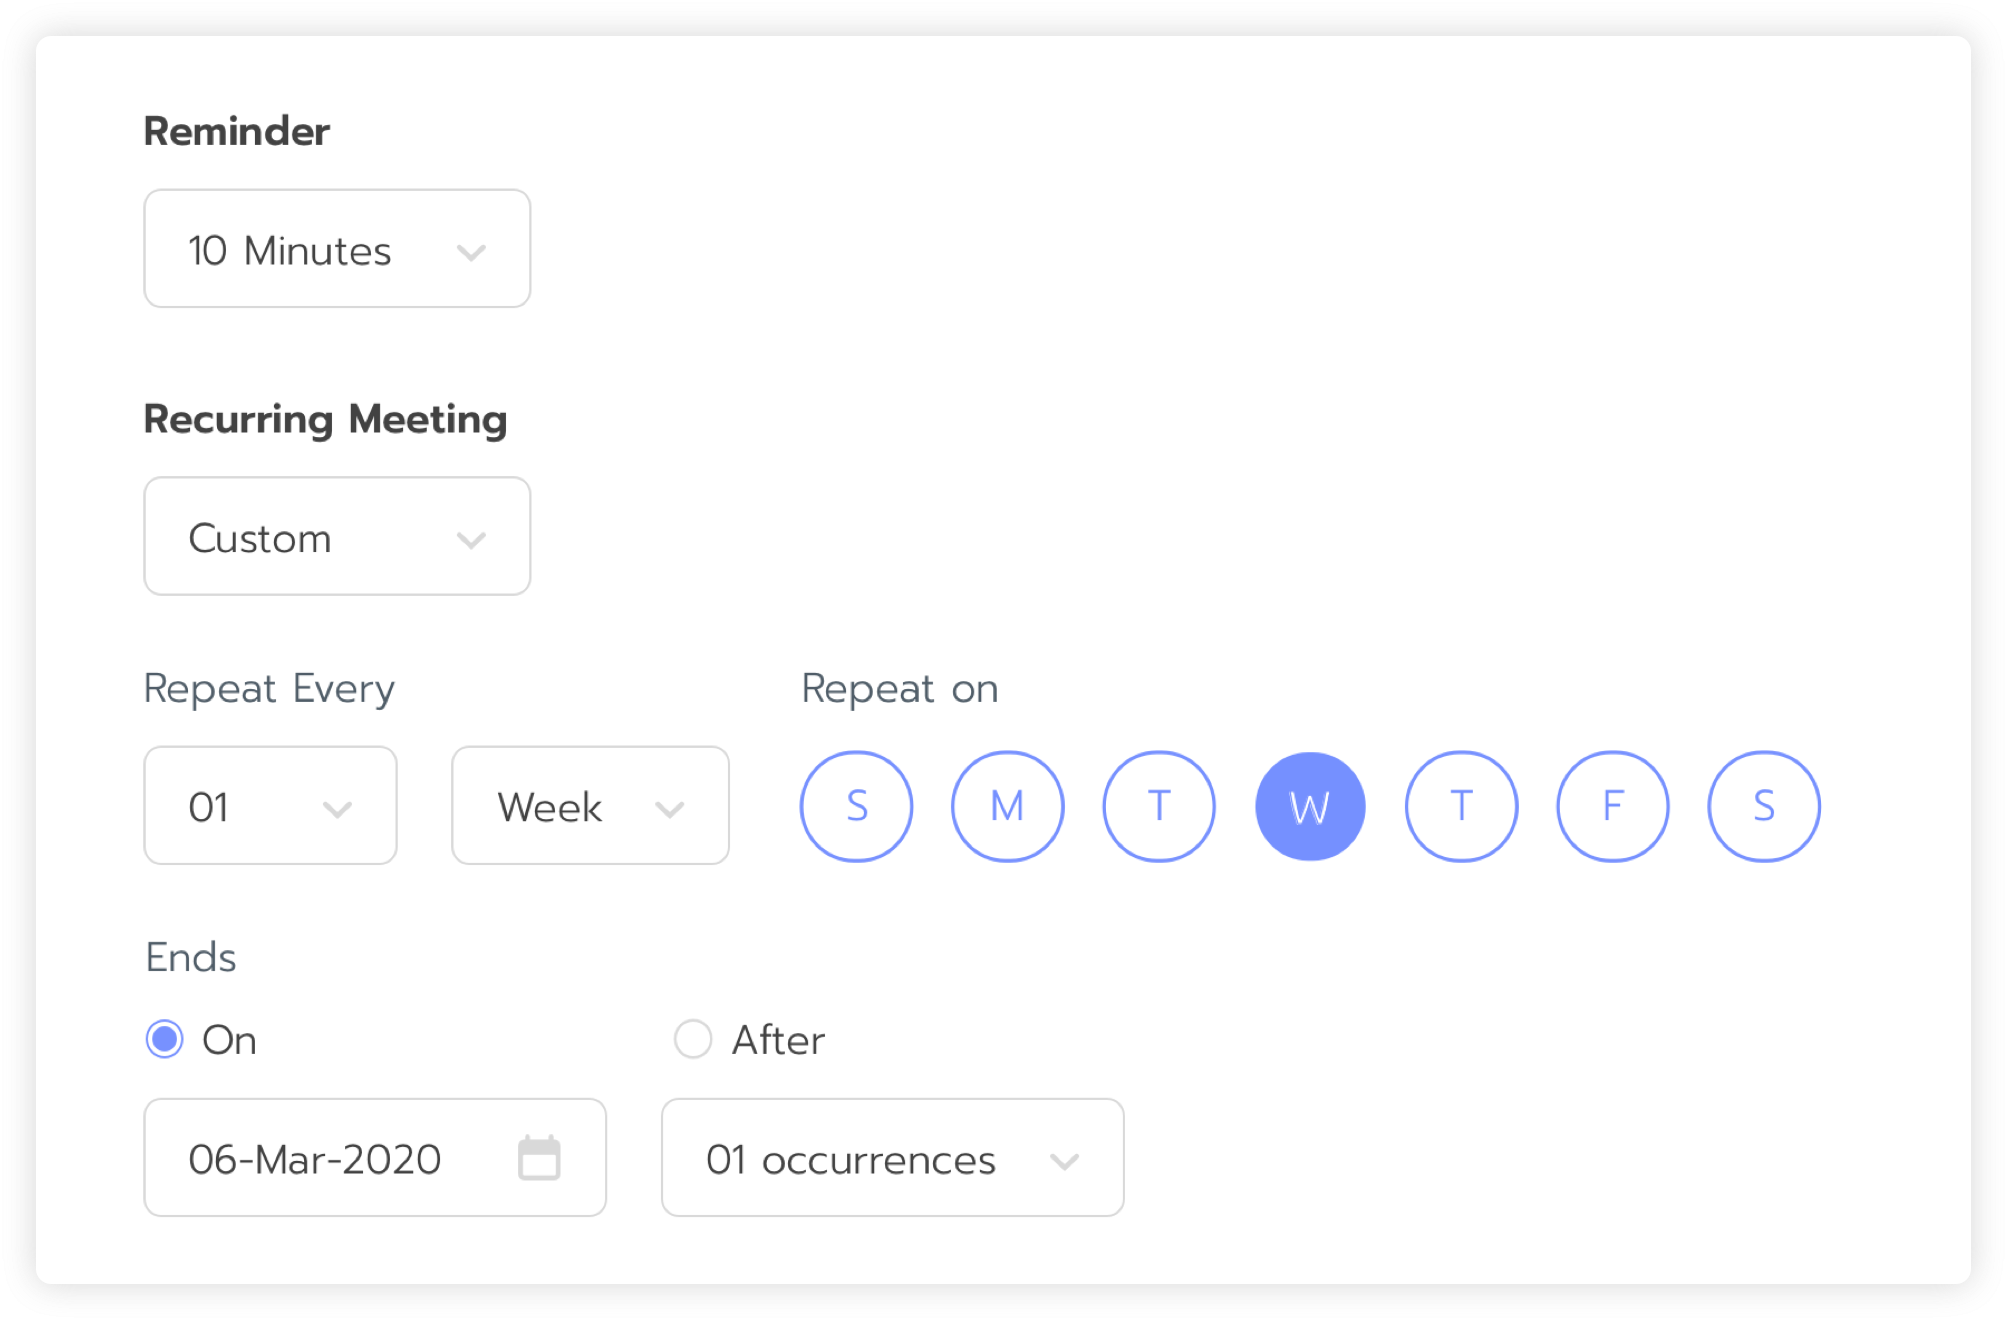 Reminder
10 Minutes
Recurring Meeting
Custom
Repeat Every
Repeat on
01
Week
S M T W T F S
Ends
On
After
06-Mar-2020
01 occurrences